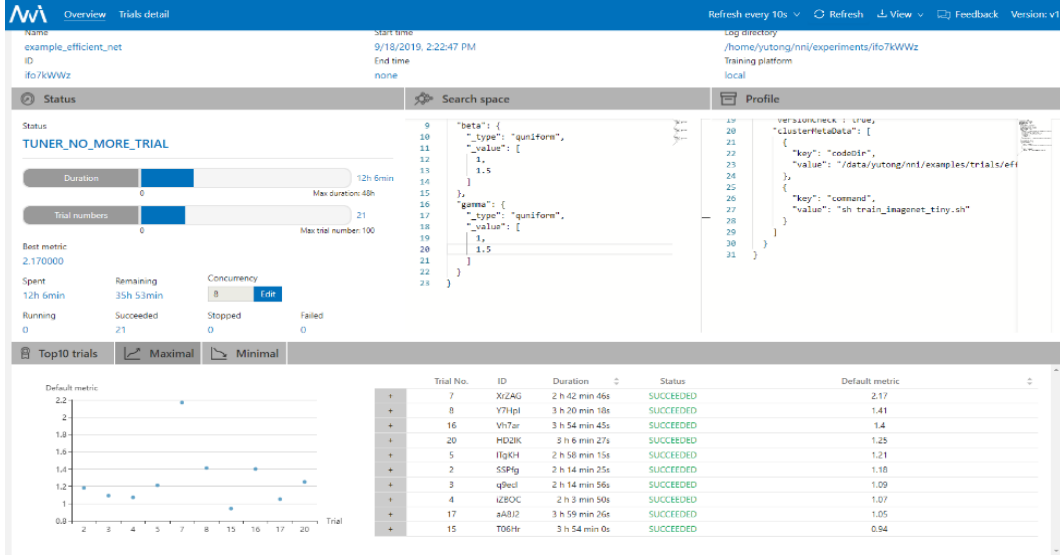 Overview Trials detail Refresh every 10s Refresh View Feedback Version: v1
Name Start time Log directory
example_efficient_net 9/18/2019, 2:22:47 PM /home/yutong/nni/experiments/ifo7kWWz
ID End time Training platform
ifo7kWWz none local
Status
Status
TUNER_NO_MORE_TRIAL
Duration 12h 6min
0 Max duration: 48h
Trial numbers 21
0 Max trial number: 100
Best metric
2.170000
Spent Remaining Concurrency
12h 6min 35h 53min 8 Edit
Running Succeeded Stopped Failed
0 21 0 0
Search space
9 "beta": {
10 "_type": "quniform",
11 "_value": [
12 1,
13 1.5
14 ]
15 },
16 "gamma": {
17 "_type": "quniform",
18 "_value": [
19 1,
20 1.5
21 ]
22 }
23 }
Profile
19 "versionCheck": true,
20 "clusterMetaData": [
21 {
22 "key": "codeDir",
23 "value": "/data/yutong/nni/examples/trials/eff
24 },
25 {
26 "key": "command",
27 "value": "sh train_imagenet_tiny.sh"
28 }
29 ]
30 }
31 }
Top10 trials Maximal Minimal
Default metric
2.2
2
1.8
1.6
1.4
1.2
1
0.8
2 3 4 5 7 8 15 16 17 20 Trial
Trial No. ID Duration Status Default metric
+ 7 XrZAG 2 h 42 min 46s SUCCEEDED 2.17
+ 8 Y7HpI 3 h 20 min 18s SUCCEEDED 1.41
+ 16 Vh7ar 3 h 54 min 45s SUCCEEDED 1.4
+ 20 HD2IK 3 h 6 min 27s SUCCEEDED 1.25
+ 5 ITgKH 2 h 58 min 15s SUCCEEDED 1.21
+ 2 SSPfg 2 h 14 min 25s SUCCEEDED 1.18
+ 3 q9ecl 2 h 14 min 56s SUCCEEDED 1.09
+ 4 iZBOC 2 h 3 min 50s SUCCEEDED 1.07
+ 17 aA8J2 3 h 59 min 26s SUCCEEDED 1.05
+ 15 T06Hr 3 h 54 min 0s SUCCEEDED 0.94